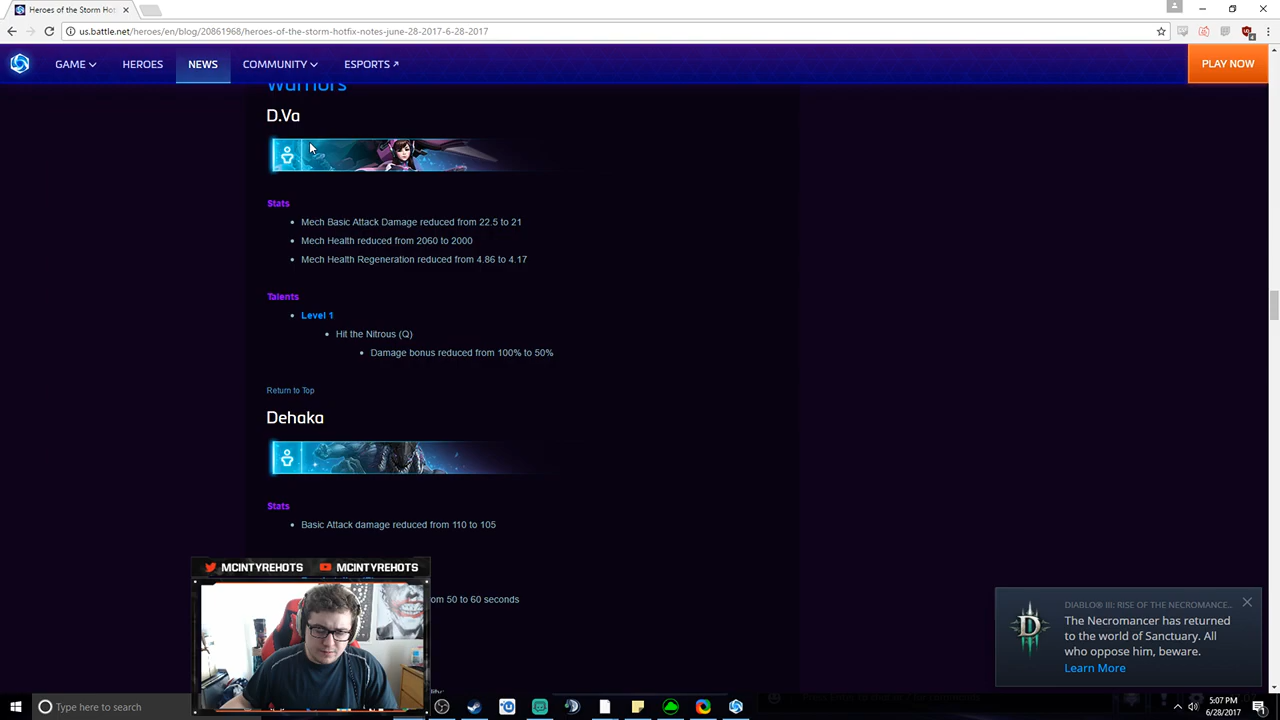 Heroes of the Storm Hot
us.battle.net/heroes/en/blog/20861968/heroes-of-the-storm-hotfix-notes-june-28-2017-6-28-2017
GAME
HEROES
NEWS
COMMUNITY
ESPORTS
PLAY NOW
Warriors
D.Va
Stats
• Mech Basic Attack Damage reduced from 22.5 to 21
• Mech Health reduced from 2060 to 2000
• Mech Health Regeneration reduced from 4.86 to 4.17
Talents
• Level 1
• Hit the Nitrous (Q)
• Damage bonus reduced from 100% to 50%
Return to Top
Dehaka
Stats
• Basic Attack damage reduced from 110 to 105
om 50 to 60 seconds
MCINTYREHOTS
MCINTYREHOTS
DIABLO® III: RISE OF THE NECROMANCE...
The Necromancer has returned
to the world of Sanctuary. All
who oppose him, beware.
Learn More
Type here to search
5:07 PM
6/28/2017